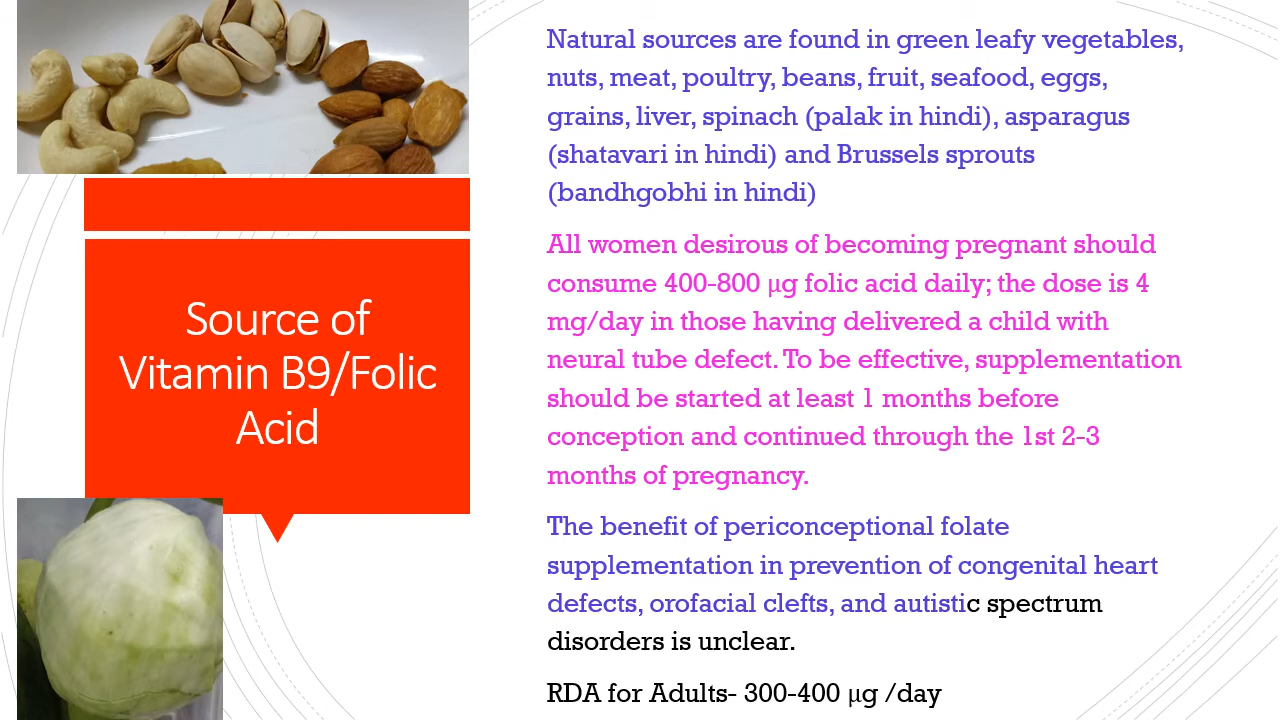 Source of
Vitamin B9/Folic
Acid
Natural sources are found in green leafy vegetables,
nuts, meat, poultry, beans, fruit, seafood, eggs,
grains, liver, spinach (palak in hindi), asparagus
(shatavari in hindi) and Brussels sprouts
(bandhgobhi in hindi)
All women desirous of becoming pregnant should
consume 400-800 µg folic acid daily; the dose is 4
mg/day in those having delivered a child with
neural tube defect. To be effective, supplementation
should be started at least 1 months before
conception and continued through the 1st 2-3
months of pregnancy.
The benefit of periconceptional folate
supplementation in prevention of congenital heart
defects, orofacial clefts, and autistic spectrum
disorders is unclear.
RDA for Adults- 300-400 µg /day